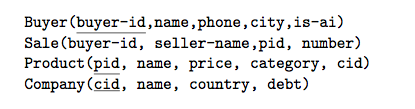 Buyer(buyer-id,name,phone,city,is-ai)
Sale(buyer-id, seller-name,pid, number)
Product(pid, name, price, category, cid)
Company(cid, name, country, debt)